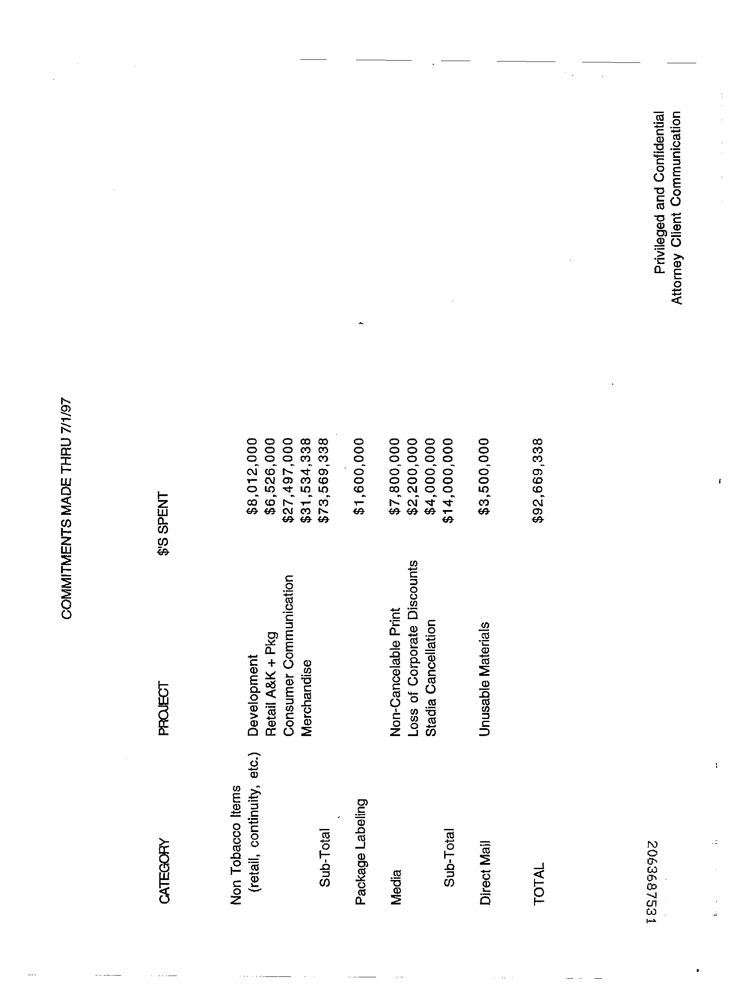 COMMITMENTS MADE THRU 7/1/97
CATEGORY PROJECT $'S SPENT
Non Tobacco Items
(retail, continuity, etc.) Development $8,012,000
Retail A&K + Pkg $6,526,000
Consumer Communication $27,497,000
Merchandise $31,534,338
Sub-Total $73,569,338
Package Labeling $1,600,000
Media Non-Cancelable Print $7,800,000
Loss of Corporate Discounts $2,200,000
Stadia Cancellation $4,000,000
Sub-Total $14,000,000
Direct Mail Unusable Materials $3,500,000
TOTAL $92,669,338
Privileged and Confidential
Attorney Client Communication
2063687531